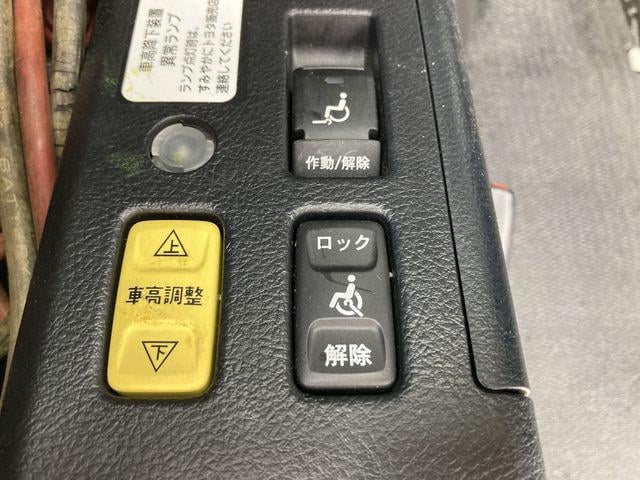 車高降下装置
異常ランプ
ランプ点灯時は、
すみやかにトヨタ販売店
連絡してください
作動/解除
上
車高調整
下
ロック
解除
BAT